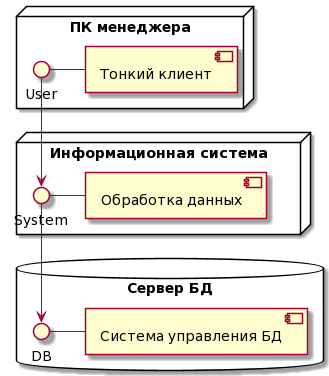 ПК менеджера
Тонкий клиент
User
Информационная система
Обработка данных
System
Сервер БД
Система управления БД
DB